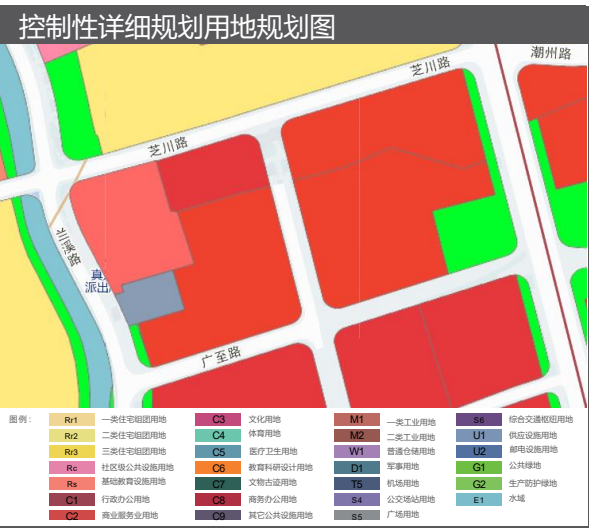 控制性详细规划用地规划图
潮州路
芝川路
芝川路
兰溪路
真
派出
广至路
图例：
Rr1 一类住宅组团用地
Rr2 二类住宅组团用地
Rr3 三类住宅组团用地
Rc 社区级公共设施用地
Rs 基础教育设施用地
C1 行政办公用地
C2 商业服务业用地
C3 文化用地
C4 体育用地
C5 医疗卫生用地
C6 教育科研设计用地
C7 文物古迹用地
C8 商务办公用地
C9 其它公共设施用地
M1 一类工业用地
M2 二类工业用地
W1 普通仓储用地
D1 军事用地
T5 机场用地
S4 公交场站用地
S5 广场用地
S6 综合交通枢纽用地
U1 供应设施用地
U2 邮电设施用地
G1 公共绿地
G2 生产防护绿地
E1 水域